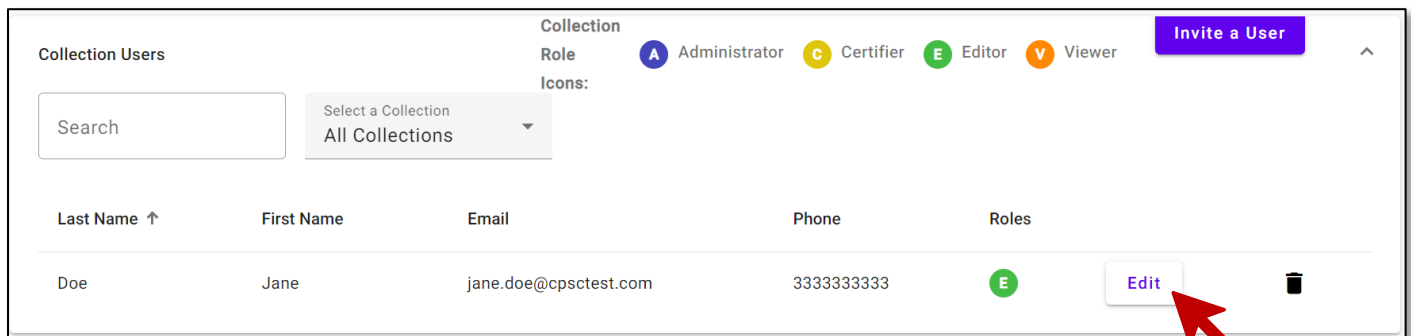 Collection Users
Collection
Role
Icons:
A Administrator C Certifier E Editor V Viewer
Invite a User
Search
Select a Collection
All Collections
Last Name First Name Email Phone Roles
Doe Jane jane.doe@cpsctest.com 3333333333 E Edit